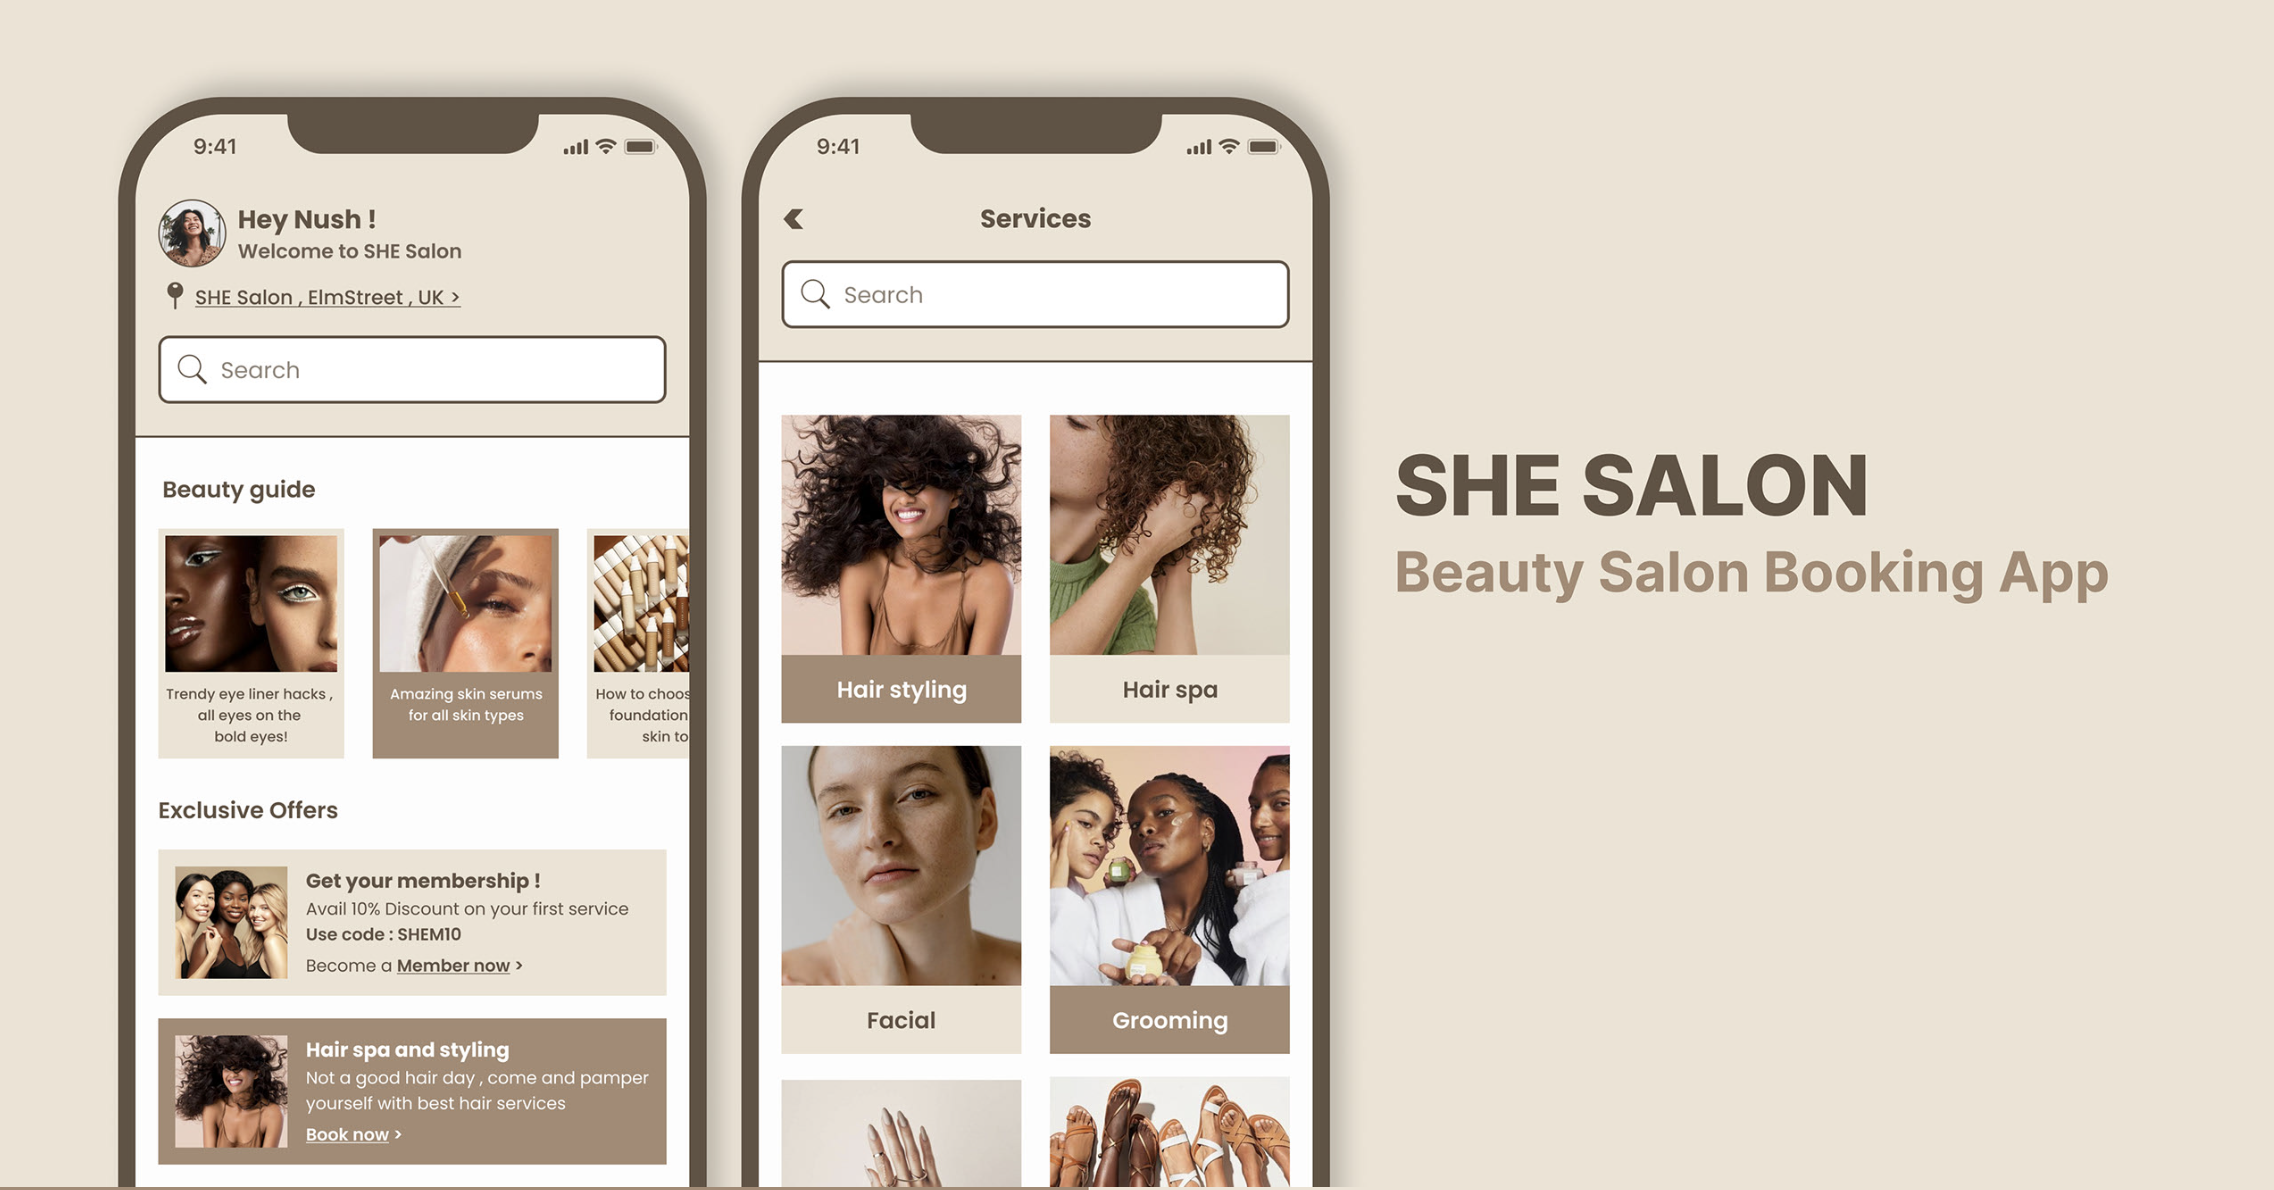 9:41
Hey Nush !
Welcome to SHE Salon
SHE Salon , ElmStreet , UK >
Search
Beauty guide
Trendy eye liner hacks ,
all eyes on the
bold eyes!
Amazing skin serums
for all skin types
How to choos
foundation
skin to
Exclusive Offers
Get your membership !
Avail 10% Discount on your first service
Use code : SHEM10
Become a Member now >
Hair spa and styling
Not a good hair day , come and pamper
yourself with best hair services
Book now >
9:41
Services
Search
Hair styling
Hair spa
Facial
Grooming
SHE SALON
Beauty Salon Booking App